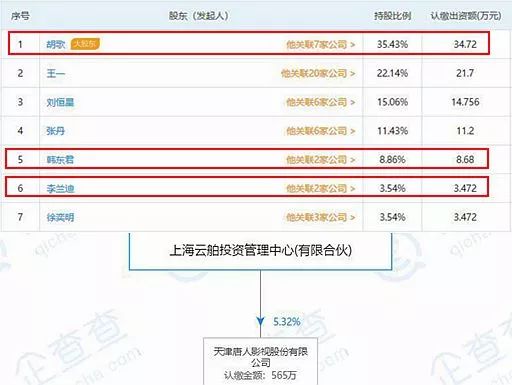 序号 股东（发起人） 持股比例 认缴出资额(万元)
1 胡歌 大股东 他关联7家公司 > 35.43% 34.72
2 王一 他关联20家公司 > 22.14% 21.7
3 刘恒星 他关联6家公司 > 15.06% 14.756
4 张丹 他关联6家公司 > 11.43% 11.2
5 韩东君 他关联2家公司 > 8.86% 8.68
6 李兰迪 他关联2家公司 > 3.54% 3.472
7 徐奕明 他关联3家公司 > 3.54% 3.472
上海云舶投资管理中心(有限合伙)
5.32%
天津唐人影视股份有限
公司
认缴金额：565万
企查查